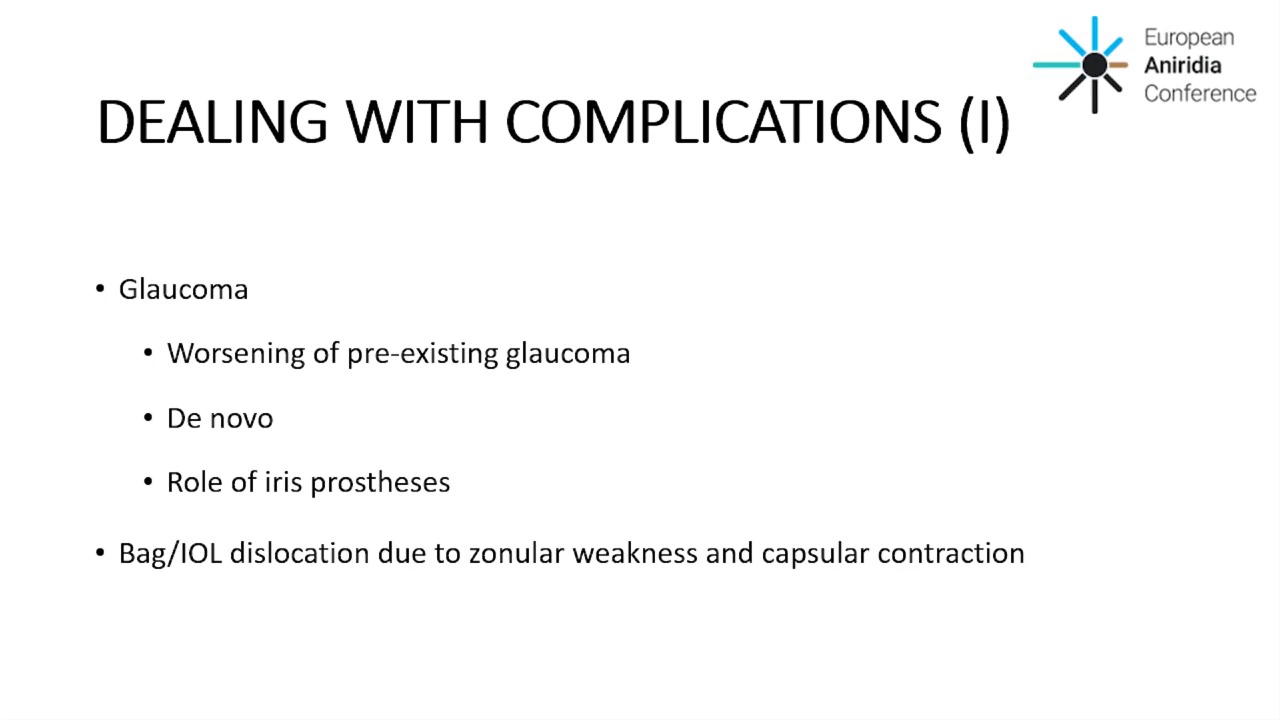 European
Aniridia
Conference
DEALING WITH COMPLICATIONS (I)
• Glaucoma
• Worsening of pre-existing glaucoma
• De novo
• Role of iris prostheses
• Bag/IOL dislocation due to zonular weakness and capsular contraction